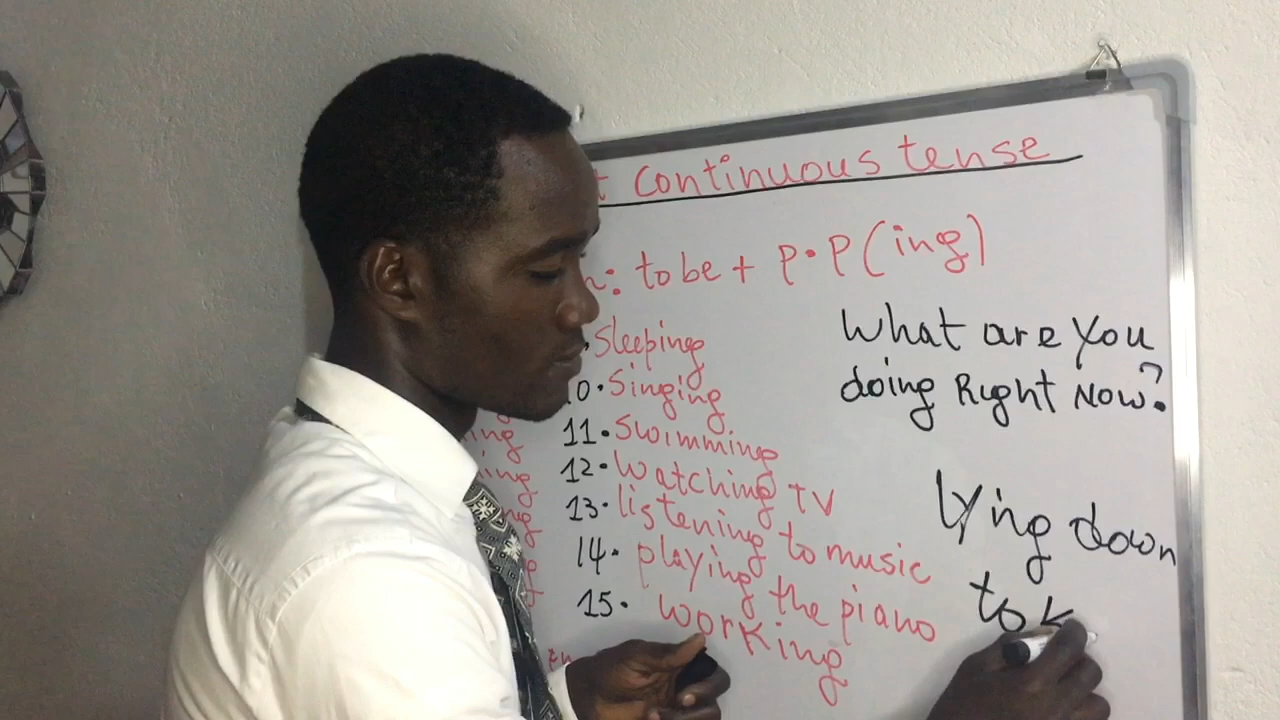 t continuous tense
n: to be + P.P (ing)
Sleeping
10. Singing
11. Swimming
12. Watching TV
13. listening to music
14. playing the piano
15. working
What are you
doing Right Now?
lying down
to k